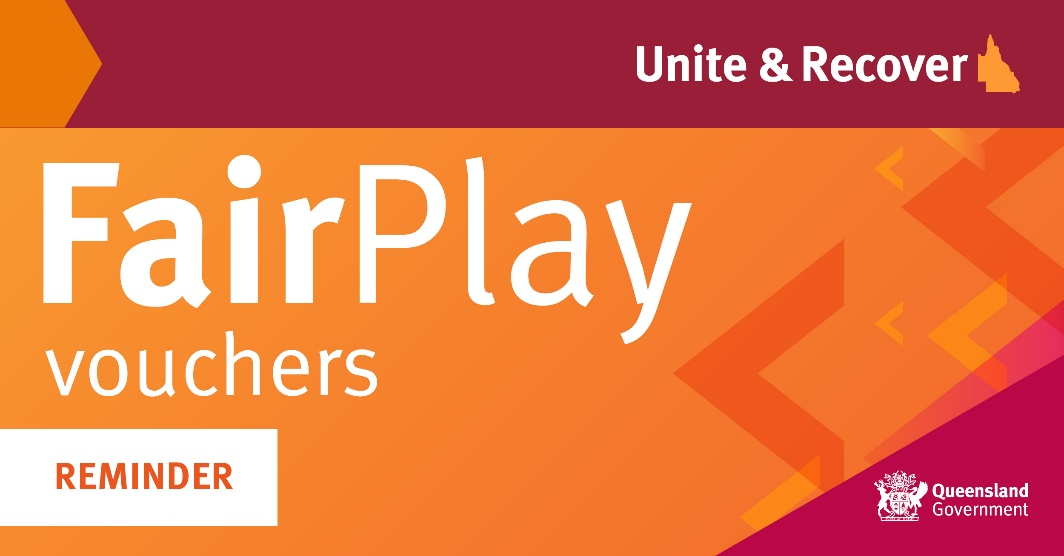 Unite & Recover
FairPlay
vouchers
REMINDER
Queensland
Government